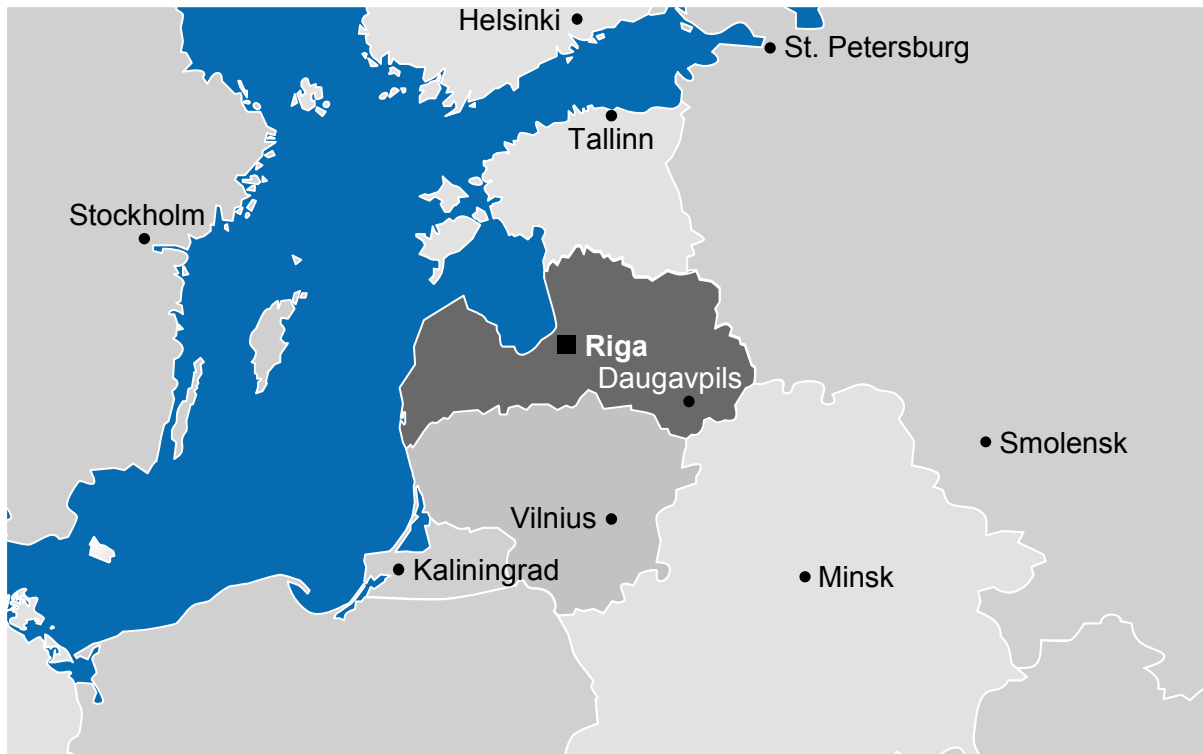 Helsinki
St. Petersburg
Tallinn
Stockholm
Riga
Daugavpils
Smolensk
Vilnius
Kaliningrad
Minsk